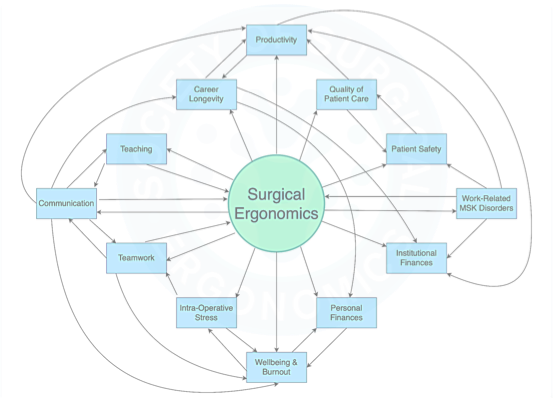 Productivity
Career
Longevity
Quality of
Patient Care
Teaching
Patient Safety
Surgical
Ergonomics
Communication
Work-Related
MSK Disorders
Teamwork
Institutional
Finances
Intra-Operative
Stress
Personal
Finances
Wellbeing &
Burnout
ERGONOMICS